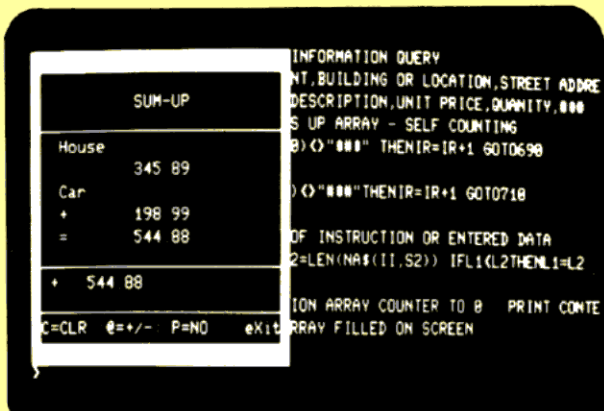 INFORMATION QUERY
NT,BUILDING OR LOCATION,STREET ADDRE
SUM-UP
DESCRIPTION,UNIT PRICE,QUANTITY,###
S UP ARRAY - SELF COUNTING
House
)<>"###" THENIR=IR+1 GOTO690
345 89
Car
)<>"###"THENIR=IR+1 GOTO710
+ 198 99
= 544 88
OF INSTRUCTION OR ENTERED DATA
2=LEN(NA$(II,S2)) IFL1<L2THENL1=L2
+ 544 88
ION ARRAY COUNTER TO 0 PRINT CONTE
C=CLR @=+/- P=NO eXit
RRAY FILLED ON SCREEN
>